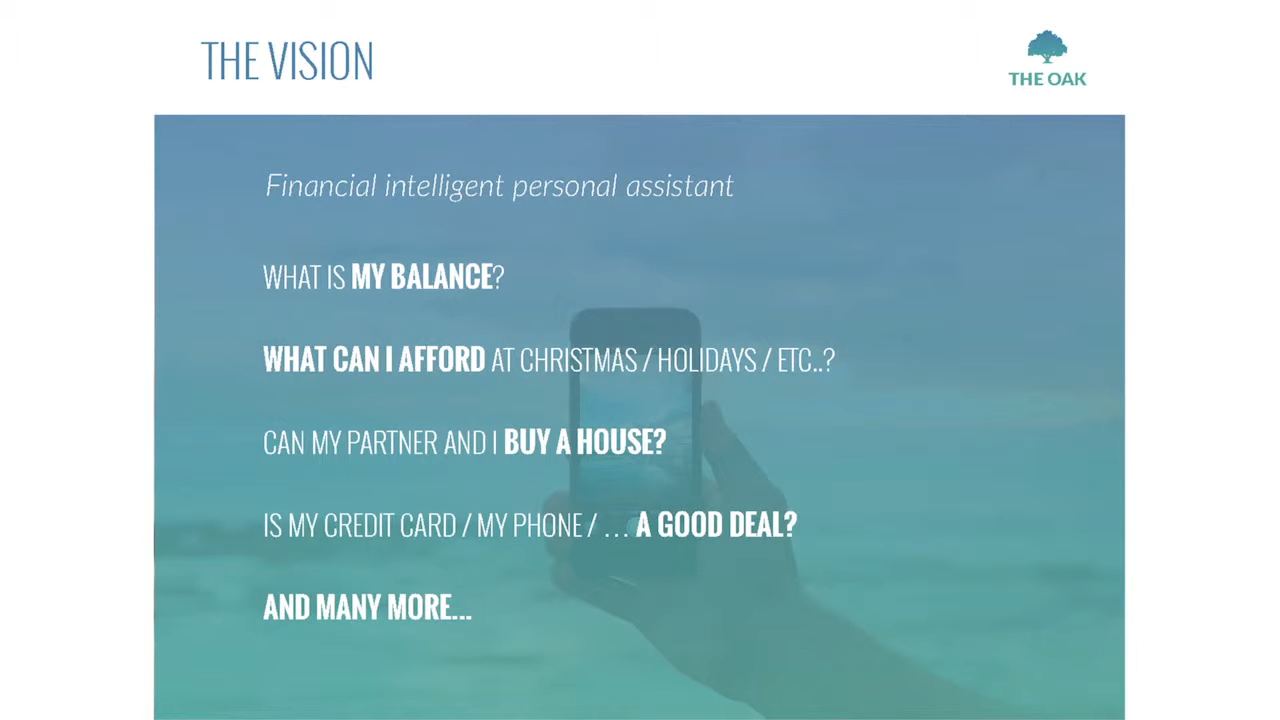 THE VISION
THE OAK
Financial intelligent personal assistant
WHAT IS MY BALANCE?
WHAT CAN I AFFORD AT CHRISTMAS / HOLIDAYS / ETC..?
CAN MY PARTNER AND I BUY A HOUSE?
IS MY CREDIT CARD / MY PHONE / ... A GOOD DEAL?
AND MANY MORE...